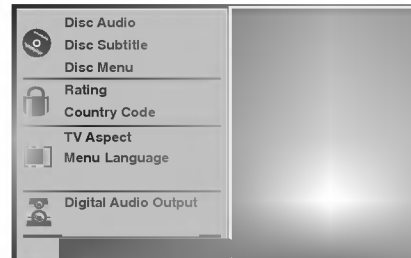 Disc Audio
Disc Subtitle
Disc Menu
Rating
Country Code
TV Aspect
Menu Language
Digital Audio Output